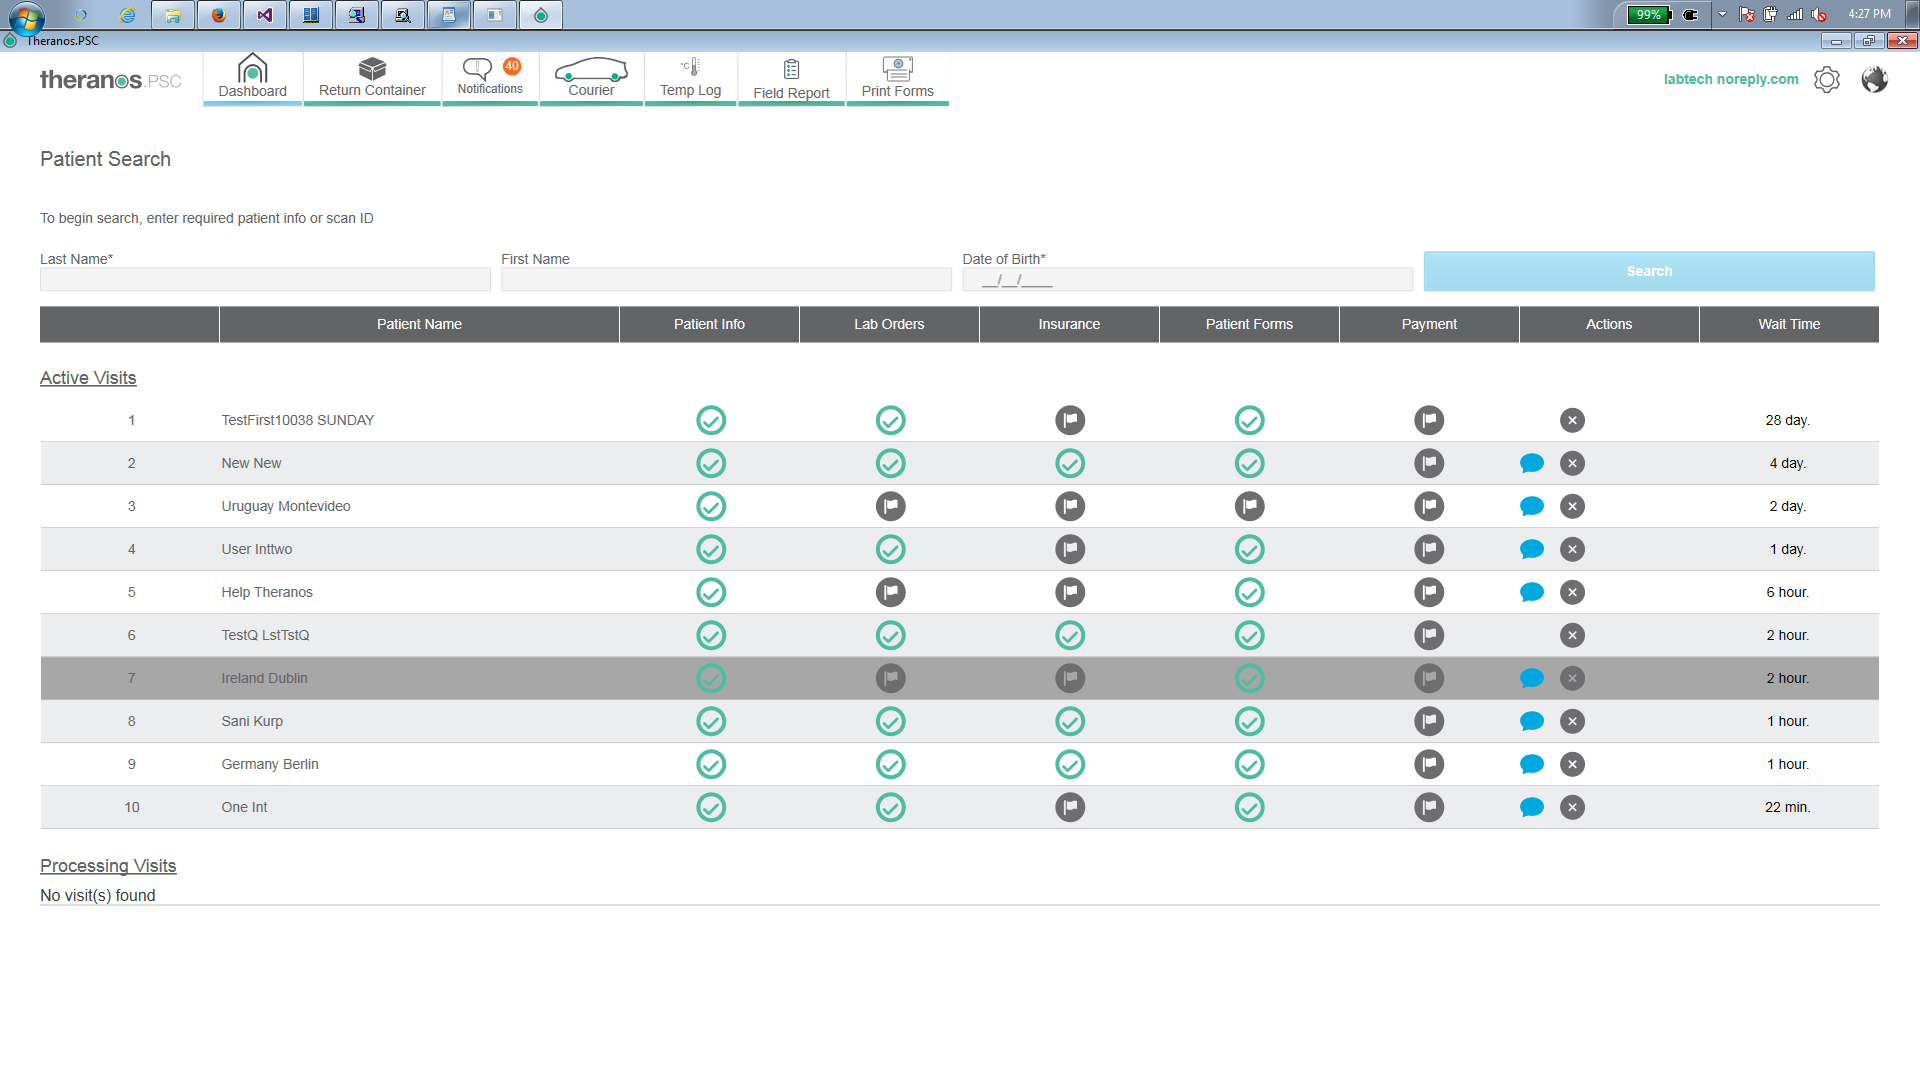 99%
4:27 PM
Theranos.PSC
theranos.PSC
Dashboard
Return Container
40
Notifications
Courier
°C
Temp Log
Field Report
Print Forms
labtech noreply.com
Patient Search
To begin search, enter required patient info or scan ID
Last Name*
First Name
Date of Birth*
__/__/____
Search
Patient Name Patient Info Lab Orders Insurance Patient Forms Payment Actions Wait Time
Active Visits
1 TestFirst10038 SUNDAY 28 day.
2 New New 4 day.
3 Uruguay Montevideo 2 day.
4 User Inttwo 1 day.
5 Help Theranos 6 hour.
6 TestQ LstTstQ 2 hour.
7 Ireland Dublin 2 hour.
8 Sani Kurp 1 hour.
9 Germany Berlin 1 hour.
10 One Int 22 min.
Processing Visits
No visit(s) found